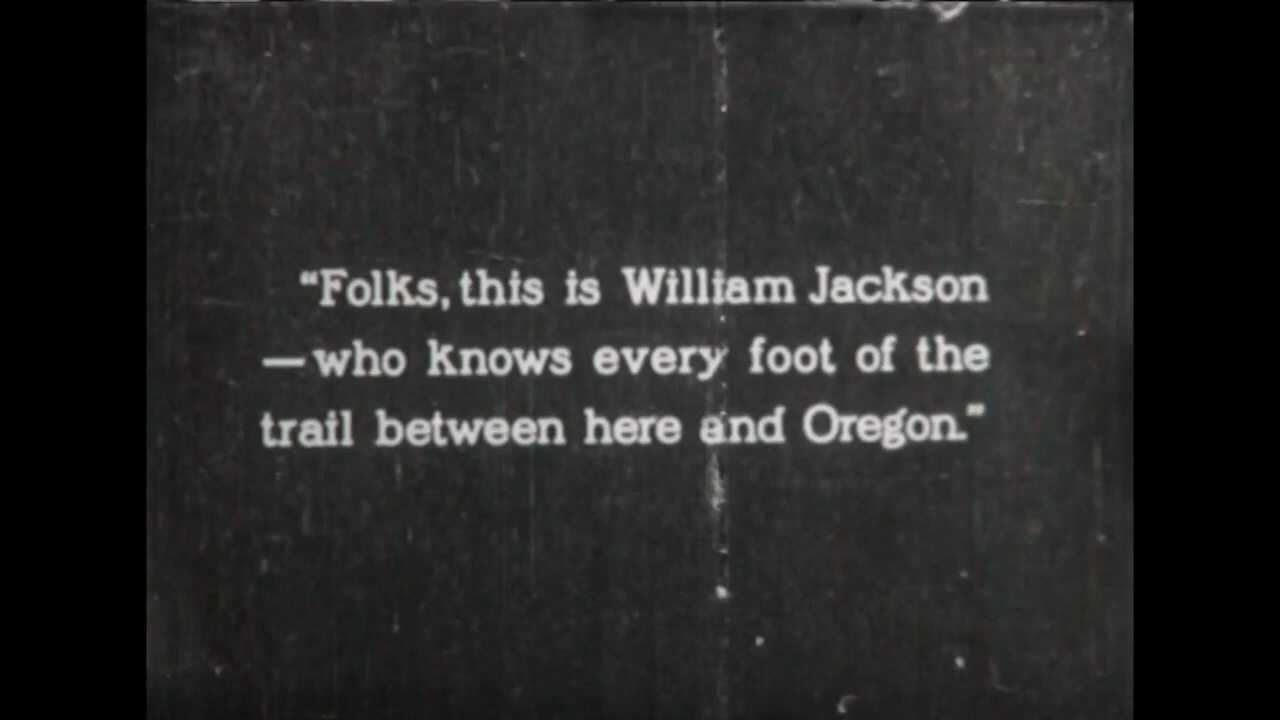 “Folks, this is William Jackson
—who knows every foot of the
trail between here and Oregon.”